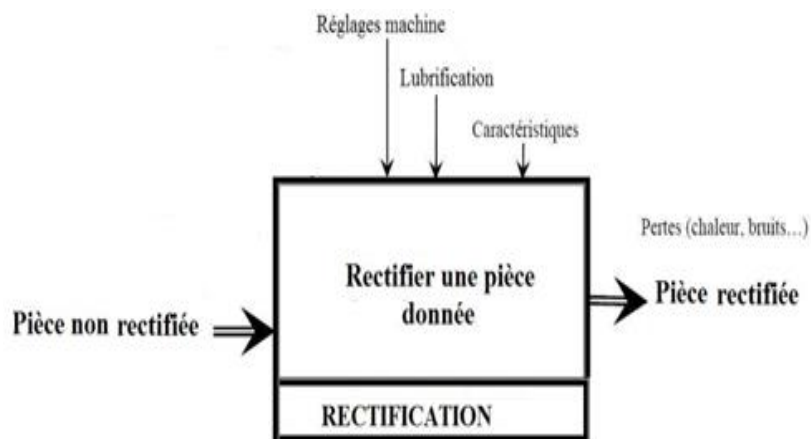 Réglages machine
Lubrification
Caractéristiques
Pertes (chaleur, bruits...)
Rectifier une pièce
donnée
Pièce rectifiée
Pièce non rectifiée
RECTIFICATION